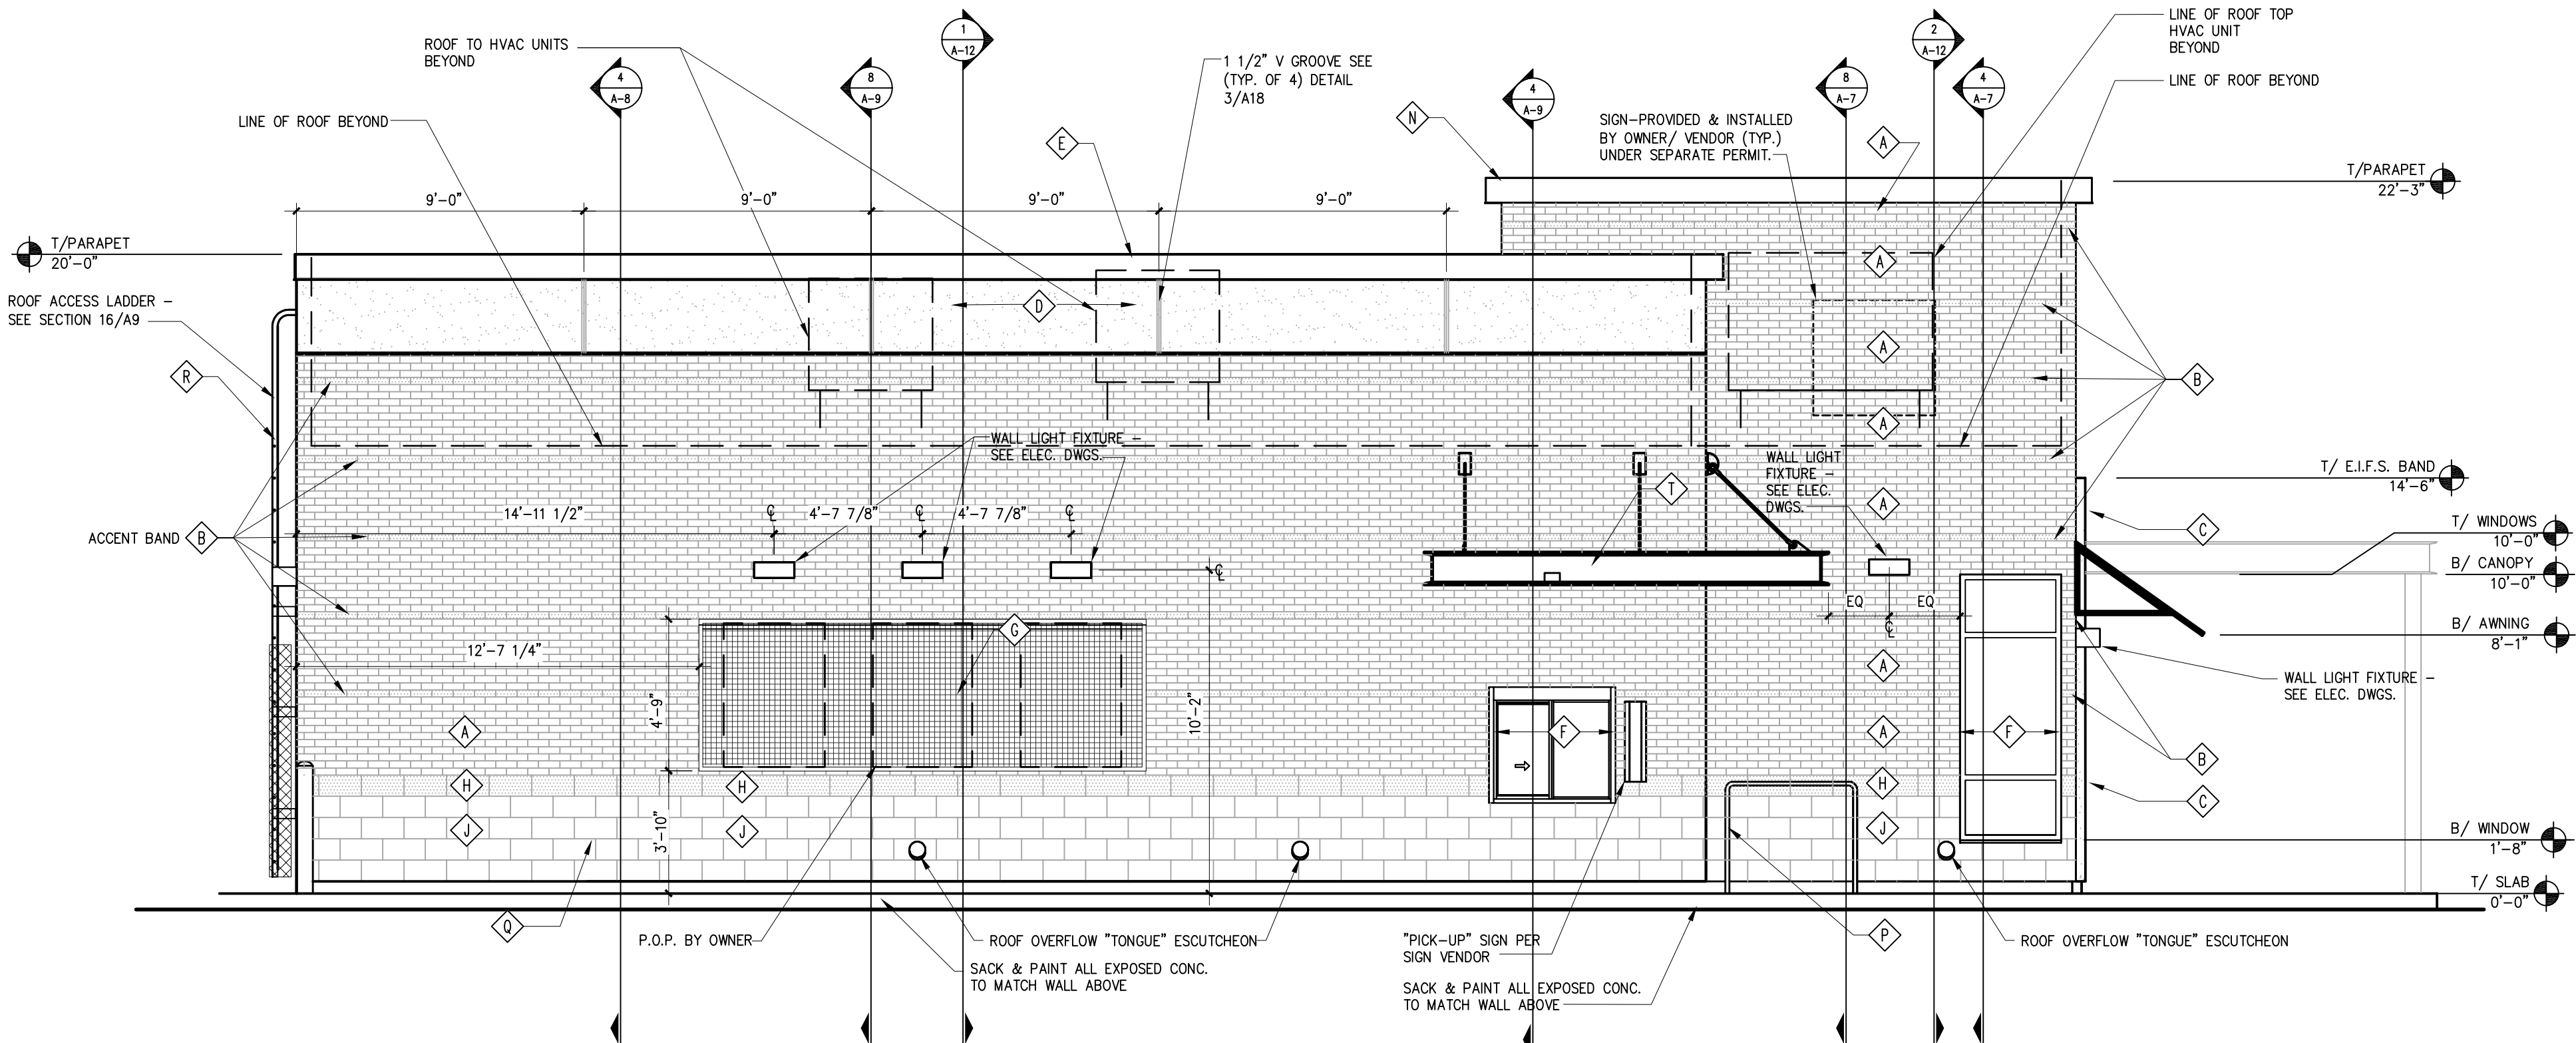 1
A-12
2
A-12
LINE OF ROOF TOP
HVAC UNIT
BEYOND
ROOF TO HVAC UNITS
BEYOND
1 1/2" V GROOVE SEE
(TYP. OF 4) DETAIL
3/A18
4
A-8
8
A-9
4
A-9
8
A-7
4
A-7
LINE OF ROOF BEYOND
LINE OF ROOF BEYOND
N
SIGN-PROVIDED & INSTALLED
BY OWNER/ VENDOR (TYP.)
UNDER SEPARATE PERMIT.
E
A
T/PARAPET
22'-3"
9'-0"
9'-0"
9'-0"
9'-0"
T/PARAPET
20'-0"
A
ROOF ACCESS LADDER -
SEE SECTION 16/A9
D
A
R
B
A
WALL LIGHT FIXTURE -
SEE ELEC. DWGS.
WALL LIGHT
FIXTURE -
SEE ELEC.
DWGS.
T/ E.I.F.S. BAND
14'-6"
T
A
14'-11 1/2"
℄
4'-7 7/8"
℄
4'-7 7/8"
℄
C
T/ WINDOWS
10'-0"
ACCENT BAND
B
B/ CANOPY
10'-0"
℄
EQ
EQ
℄
G
B/ AWNING
8'-1"
12'-7 1/4"
A
WALL LIGHT FIXTURE -
SEE ELEC. DWGS.
4'-9"
10'-2"
A
F
A
F
B
H
H
H
C
J
J
J
3'-10"
B/ WINDOW
1'-8"
T/ SLAB
0'-0"
Q
P.O.P. BY OWNER
ROOF OVERFLOW "TONGUE" ESCUTCHEON
"PICK-UP" SIGN PER
SIGN VENDOR
P
ROOF OVERFLOW "TONGUE" ESCUTCHEON
SACK & PAINT ALL EXPOSED CONC.
TO MATCH WALL ABOVE
SACK & PAINT ALL EXPOSED CONC.
TO MATCH WALL ABOVE